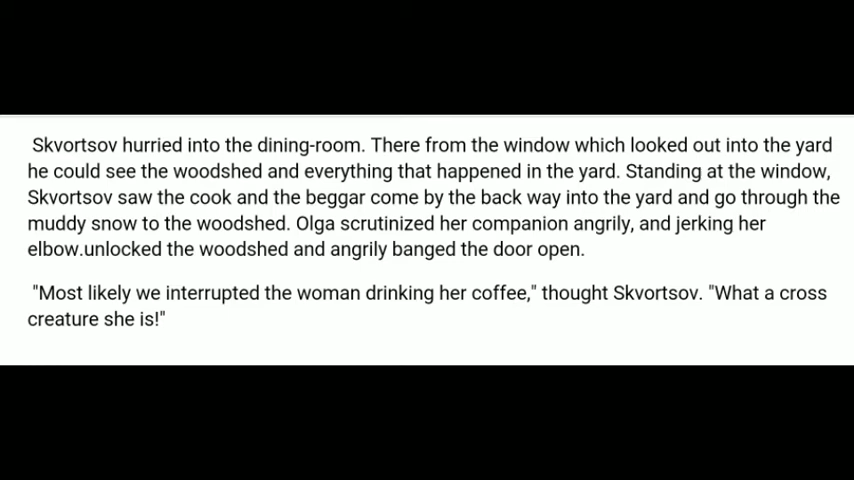 Skvortsov hurried into the dining-room. There from the window which looked out into the yard
he could see the woodshed and everything that happened in the yard. Standing at the window,
Skvortsov saw the cook and the beggar come by the back way into the yard and go through the
muddy snow to the woodshed. Olga scrutinized her companion angrily, and jerking her
elbow.unlocked the woodshed and angrily banged the door open.
"Most likely we interrupted the woman drinking her coffee," thought Skvortsov. "What a cross
creature she is!"